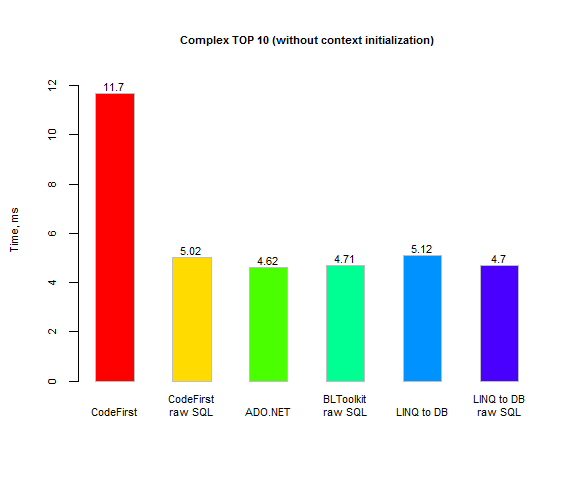 Complex TOP 10 (without context initialization)
Time, ms
12
10
8
6
4
2
0
11.7
5.02
4.62
4.71
5.12
4.7
CodeFirst
CodeFirst
raw SQL
ADO.NET
BLToolkit
raw SQL
LINQ to DB
LINQ to DB
raw SQL